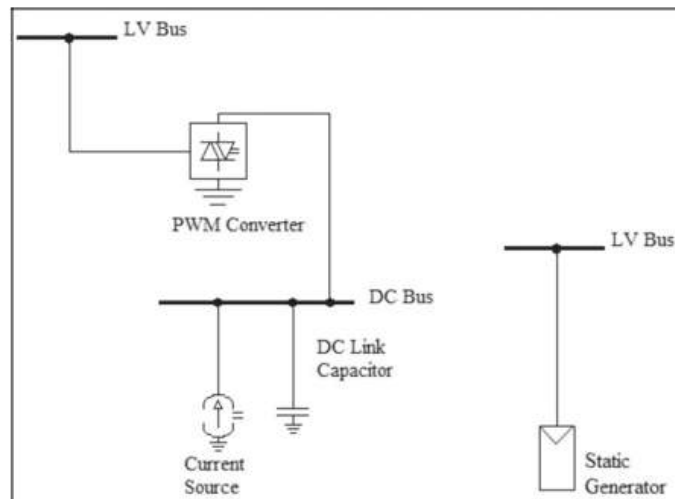 LV Bus
PWM Converter
LV Bus
DC Bus
DC Link
Capacitor
Current
Source
Static
Generator